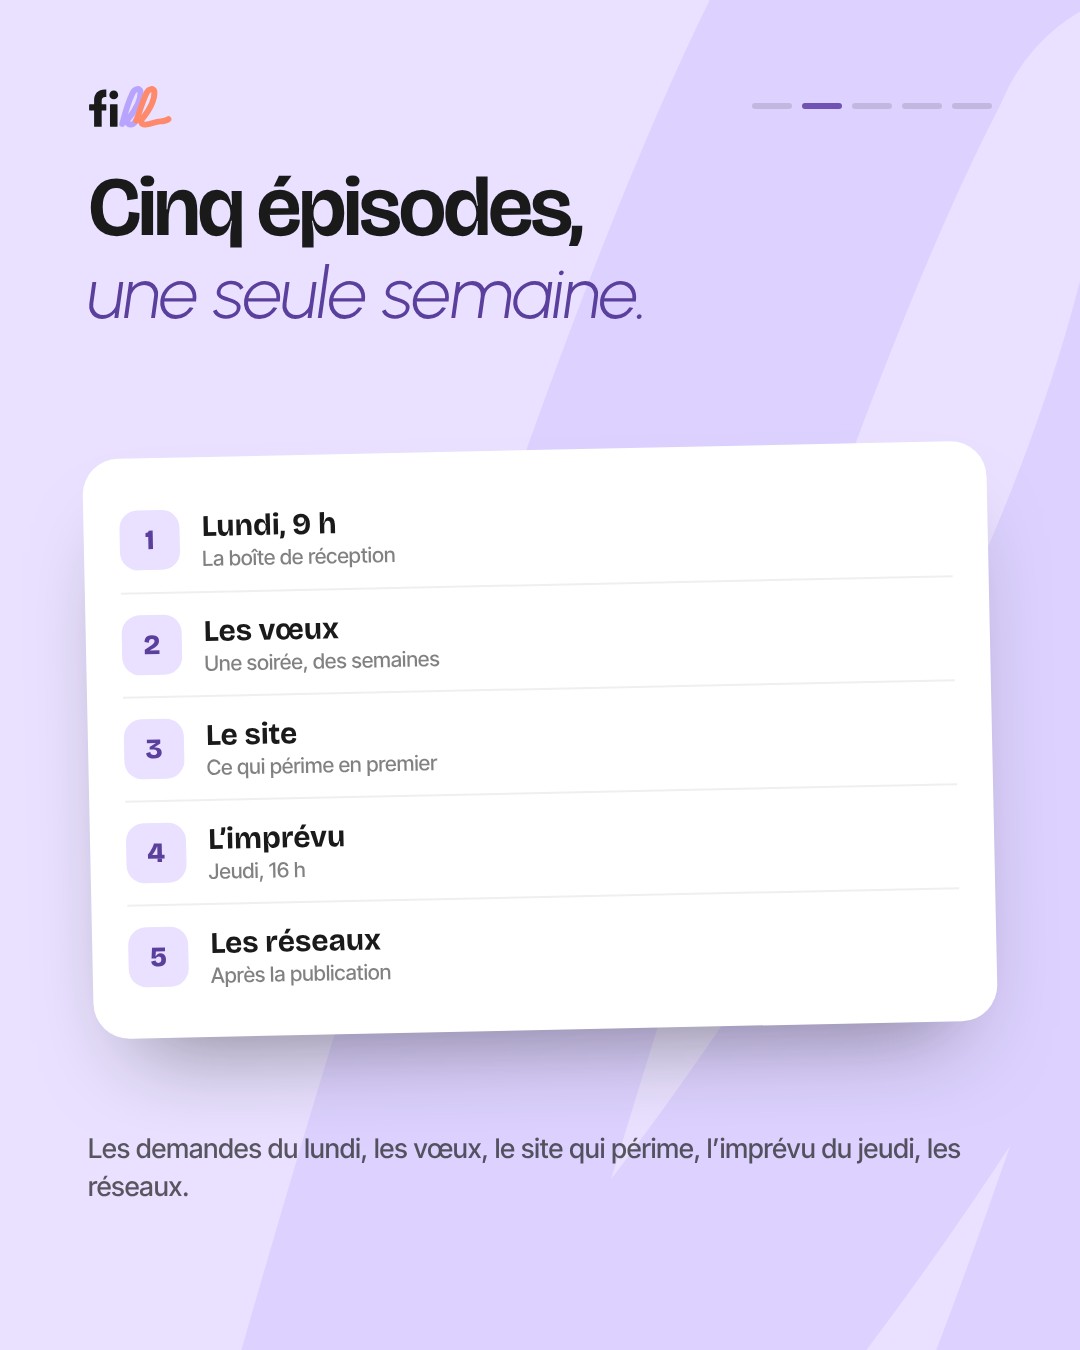 fill
Cinq épisodes,
une seule semaine.
1
Lundi, 9 h
La boîte de réception
2
Les vœux
Une soirée, des semaines
3
Le site
Ce qui périme en premier
4
L’imprévu
Jeudi, 16 h
5
Les réseaux
Après la publication
Les demandes du lundi, les vœux, le site qui périme, l’imprévu du jeudi, les
réseaux.